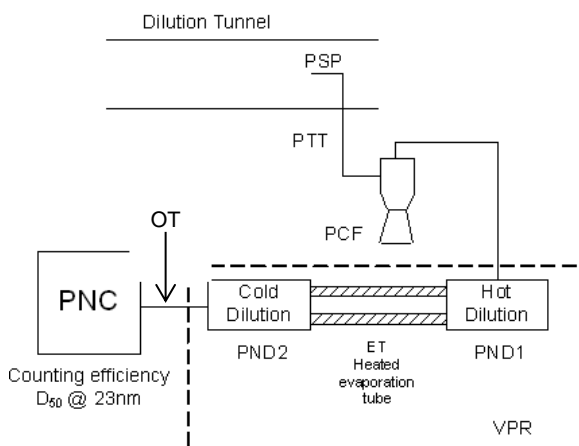 Dilution Tunnel
PSP
PTT
PCF
OT
PNC
Cold
Dilution
Hot
Dilution
PND2
ET
Heated
evaporation
tube
PND1
Counting efficiency
D₅₀ @ 23nm
VPR